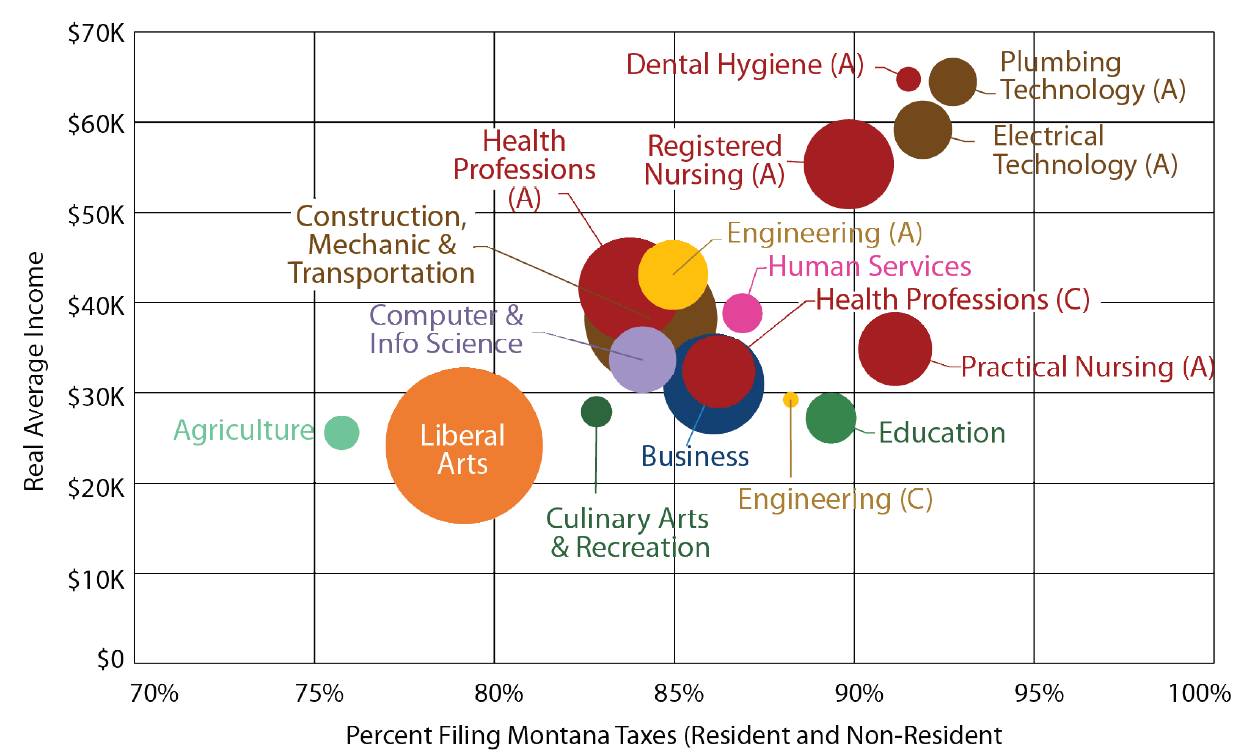 $70K
Dental Hygiene (A)
Plumbing
Technology (A)
$60K
Health
Professions
(A)
Registered
Nursing (A)
Electrical
Technology (A)
$50K
Construction,
Mechanic &
Transportation
Engineering (A)
Human Services
$40K
Health Professions (C)
Computer &
Info Science
Practical Nursing (A)
$30K
Agriculture
Liberal
Arts
Business
Education
$20K
Engineering (C)
Culinary Arts
& Recreation
$10K
$0
Real Average Income
70%
75%
80%
85%
90%
95%
100%
Percent Filing Montana Taxes (Resident and Non-Resident